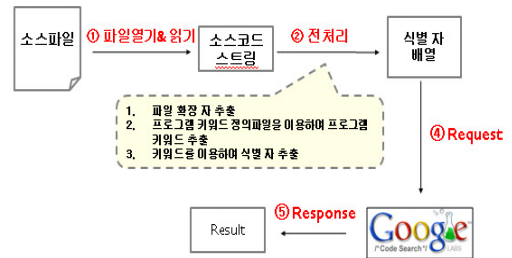 소스파일
① 파일열기& 읽기
소스코드
스트링
② 전처리
식별 자
배열
1. 파일 확장 자 추출
2. 프로그램 키워드 정의파일을 이용하여 프로그램
키워드 추출
3. 키워드를 이용하여 식별 자 추출
④ Request
⑤ Response
Result
Google™
/* Code Search */
LABS